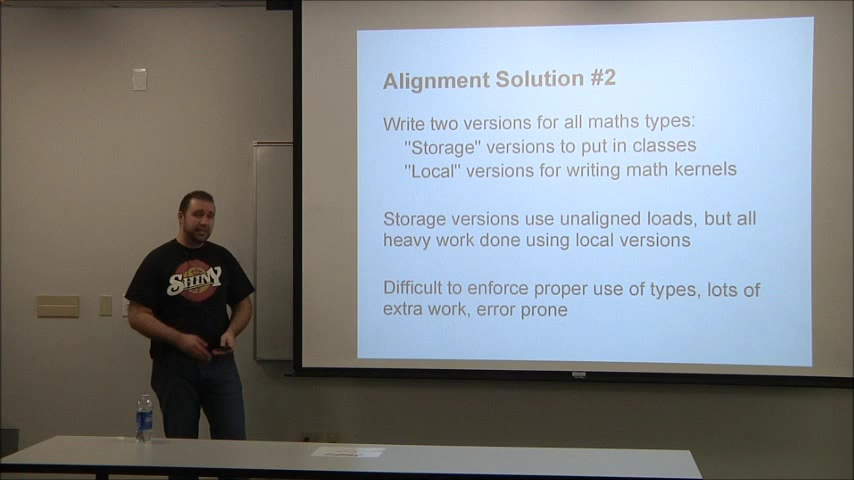 Alignment Solution #2
Write two versions for all maths types:
"Storage" versions to put in classes
"Local" versions for writing math kernels
Storage versions use unaligned loads, but all
heavy work done using local versions
Difficult to enforce proper use of types, lots of
extra work, error prone
SHINY